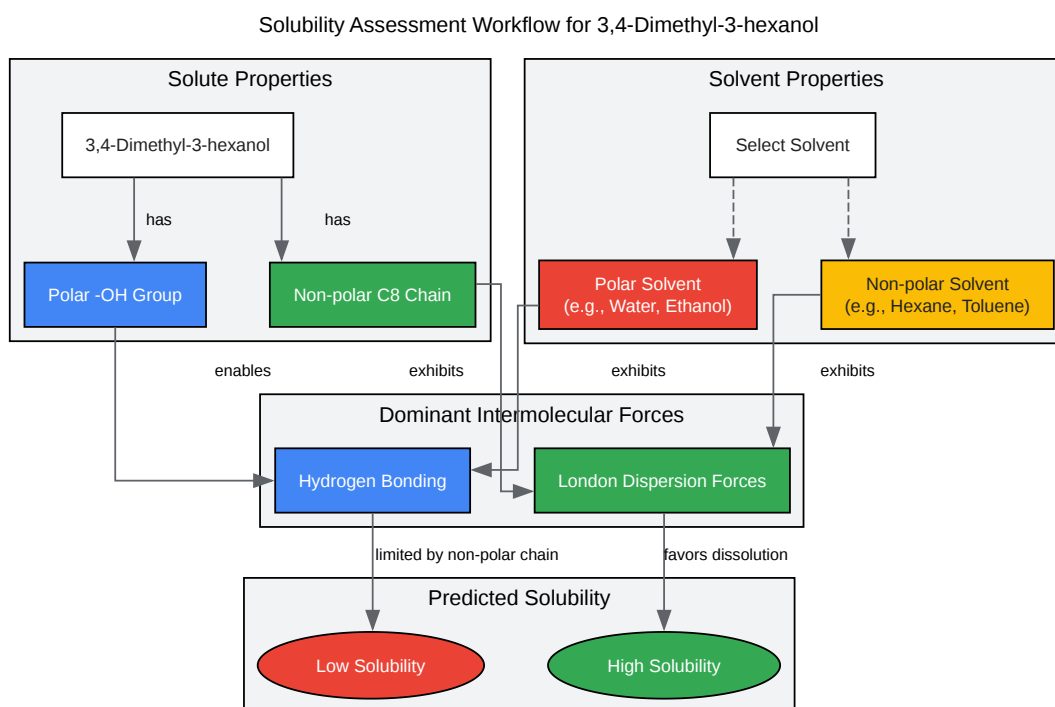 Solubility Assessment Workflow for 3,4-Dimethyl-3-hexanol
Solute Properties
Solvent Properties
3,4-Dimethyl-3-hexanol
Select Solvent
has
has
Polar -OH Group
Non-polar C8 Chain
Polar Solvent
(e.g., Water, Ethanol)
Non-polar Solvent
(e.g., Hexane, Toluene)
enables
exhibits
exhibits
exhibits
Dominant Intermolecular Forces
Hydrogen Bonding
London Dispersion Forces
limited by non-polar chain
favors dissolution
Predicted Solubility
Low Solubility
High Solubility